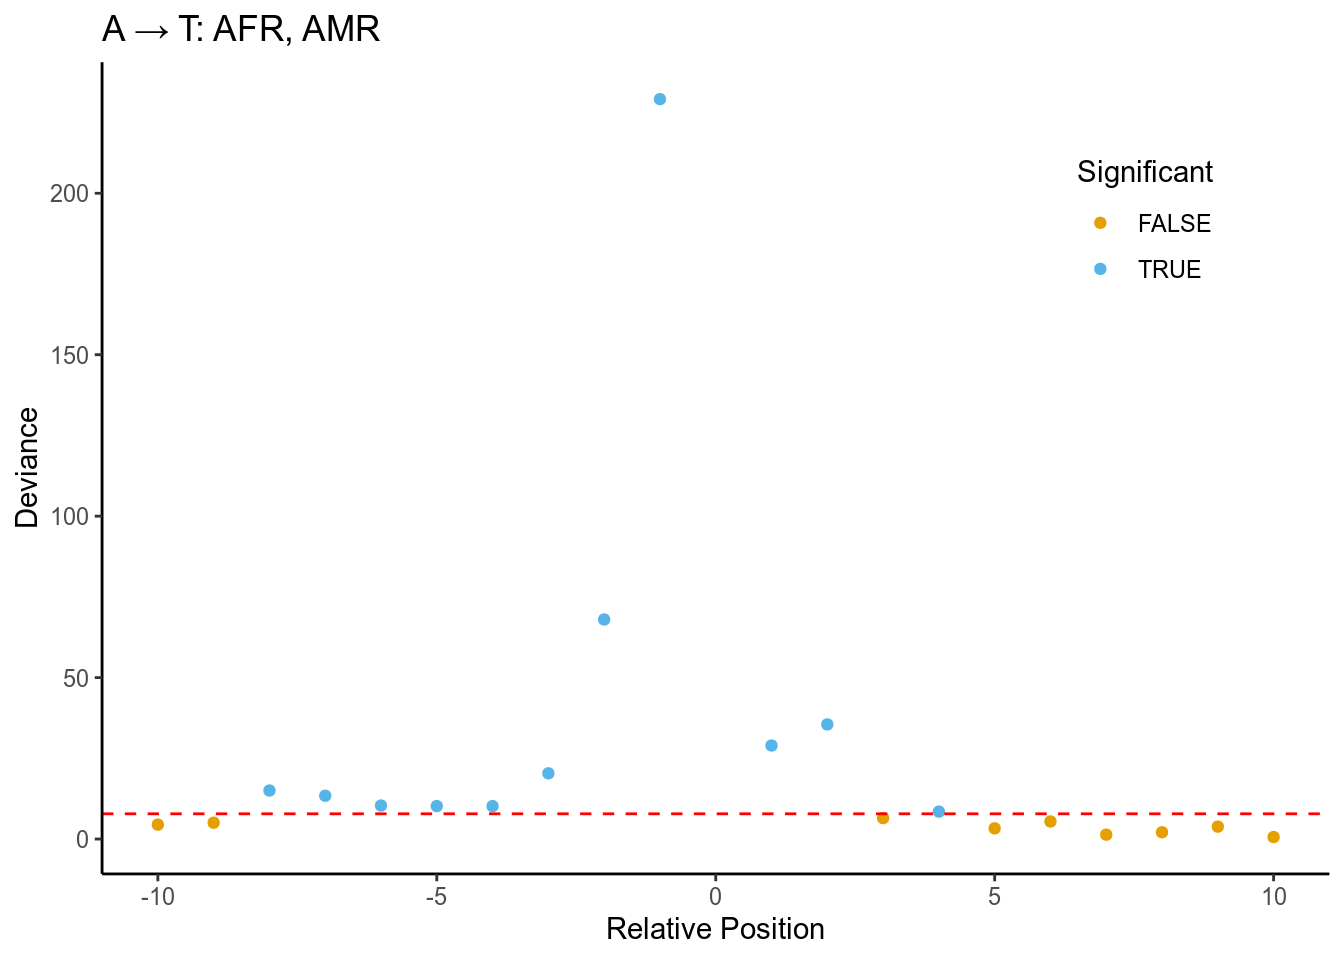 A → T: AFR, AMR
Significant
FALSE
TRUE
200
150
100
50
0
Deviance
-10
-5
0
5
10
Relative Position